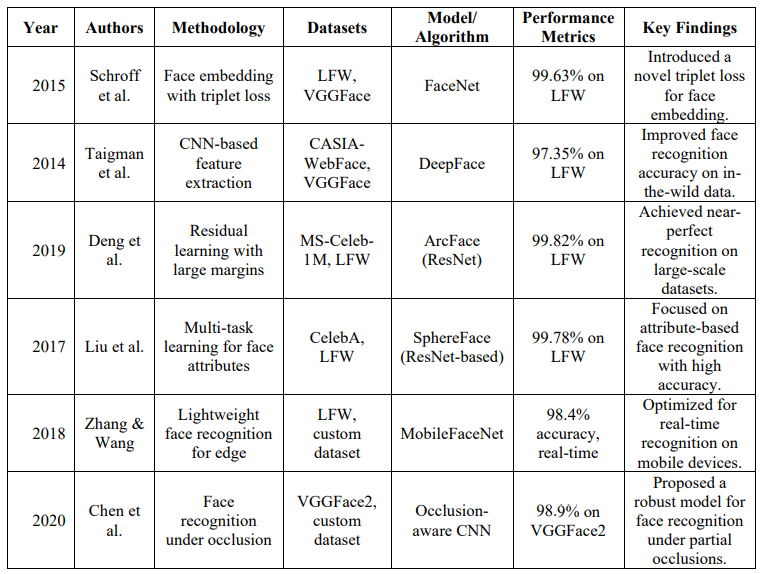 Year Authors Methodology Datasets Model/ Algorithm Performance Metrics Key Findings
2015 Schroff et al. Face embedding with triplet loss LFW, VGGFace FaceNet 99.63% on LFW Introduced a novel triplet loss for face embedding.
2014 Taigman et al. CNN-based feature extraction CASIA-WebFace, VGGFace DeepFace 97.35% on LFW Improved face recognition accuracy on in-the-wild data.
2019 Deng et al. Residual learning with large margins MS-Celeb-1M, LFW ArcFace (ResNet) 99.82% on LFW Achieved near-perfect recognition on large-scale datasets.
2017 Liu et al. Multi-task learning for face attributes CelebA, LFW SphereFace (ResNet-based) 99.78% on LFW Focused on attribute-based face recognition with high accuracy.
2018 Zhang & Wang Lightweight face recognition for edge LFW, custom dataset MobileFaceNet 98.4% accuracy, real-time Optimized for real-time recognition on mobile devices.
2020 Chen et al. Face recognition under occlusion VGGFace2, custom dataset Occlusion-aware CNN 98.9% on VGGFace2 Proposed a robust model for face recognition under partial occlusions.